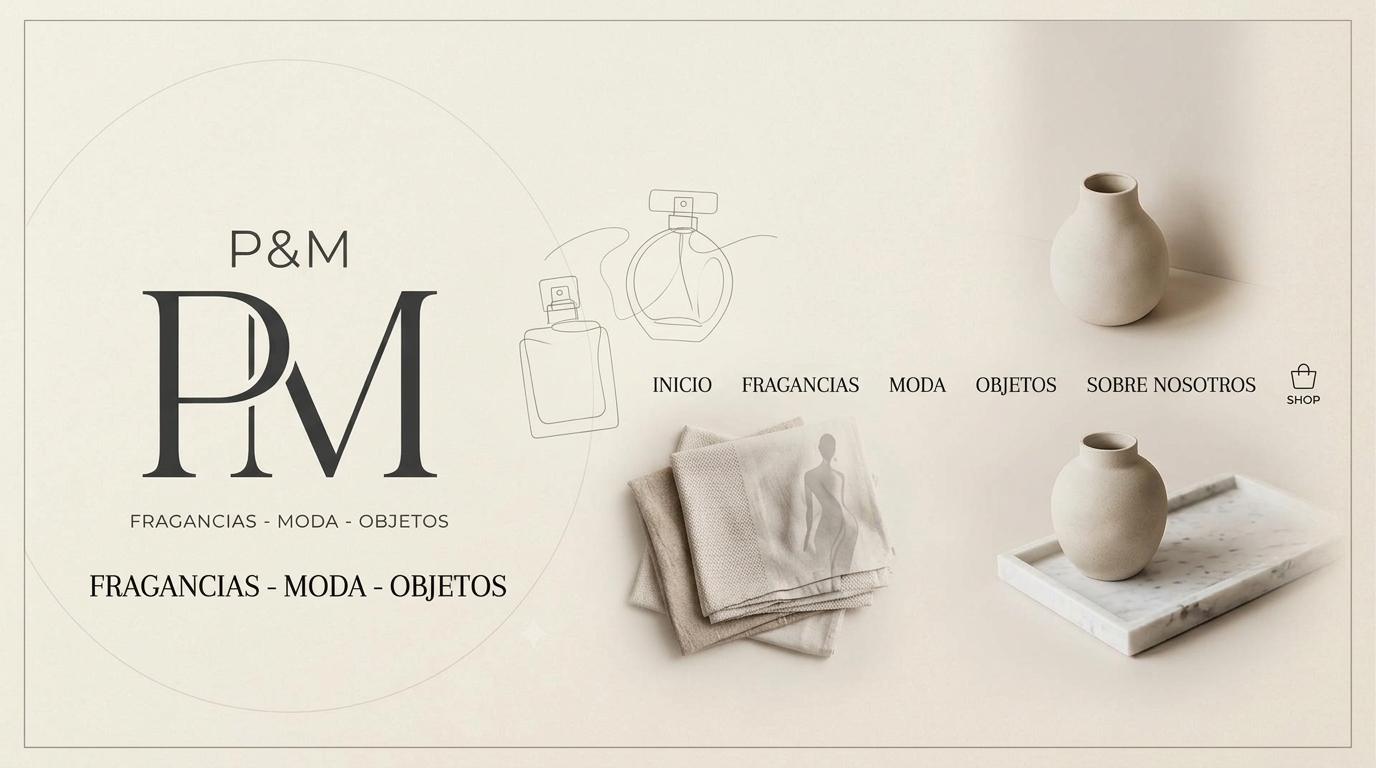 P&M
PM
FRAGANCIAS - MODA - OBJETOS
FRAGANCIAS - MODA - OBJETOS
INICIO FRAGANCIAS MODA OBJETOS SOBRE NOSOTROS
SHOP